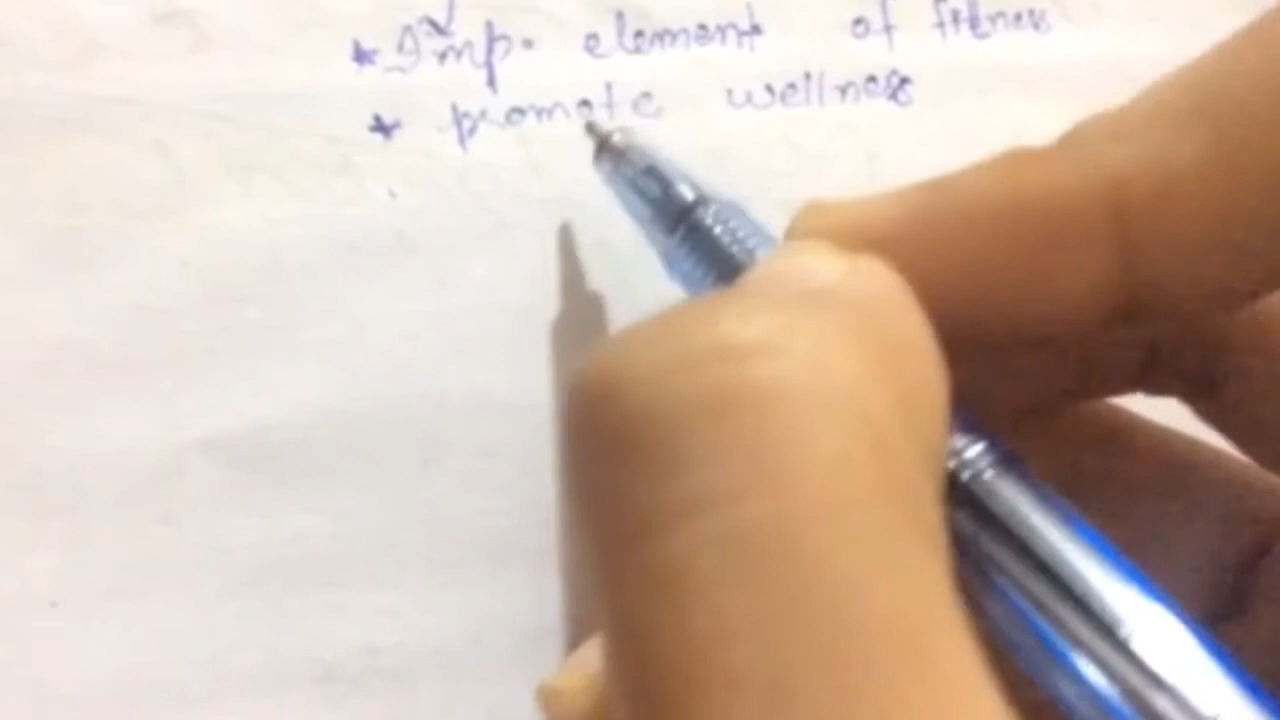 * Imp. element of fitness
* promote wellness